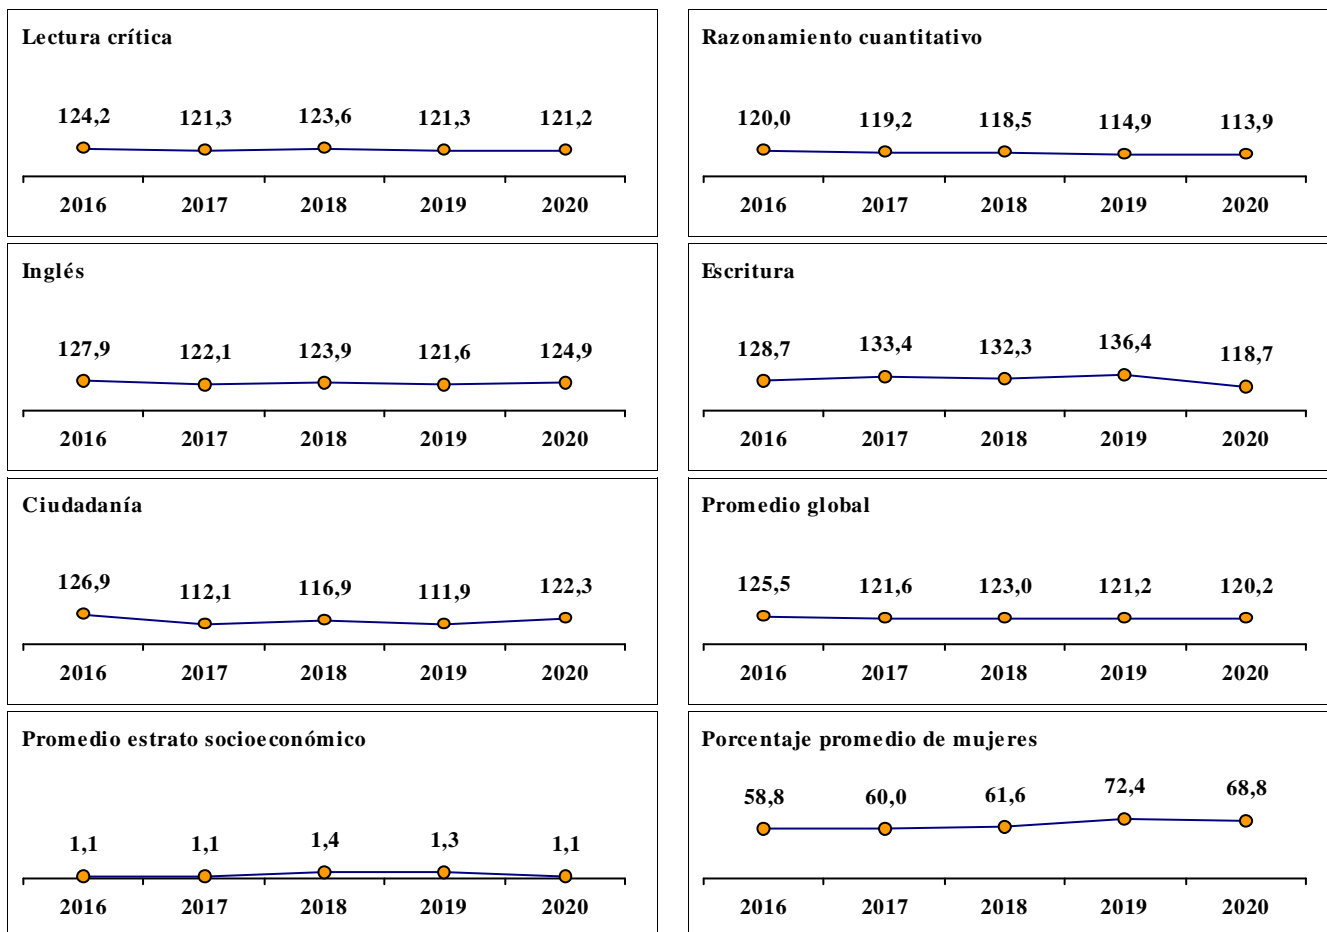 Lectura crítica
124,2 121,3 123,6 121,3 121,2
2016 2017 2018 2019 2020
Razonamiento cuantitativo
120,0 119,2 118,5 114,9 113,9
2016 2017 2018 2019 2020
Inglés
127,9 122,1 123,9 121,6 124,9
2016 2017 2018 2019 2020
Escritura
128,7 133,4 132,3 136,4 118,7
2016 2017 2018 2019 2020
Ciudadanía
126,9 112,1 116,9 111,9 122,3
2016 2017 2018 2019 2020
Promedio global
125,5 121,6 123,0 121,2 120,2
2016 2017 2018 2019 2020
Promedio estrato socioeconómico
1,1 1,1 1,4 1,3 1,1
2016 2017 2018 2019 2020
Porcentaje promedio de mujeres
58,8 60,0 61,6 72,4 68,8
2016 2017 2018 2019 2020